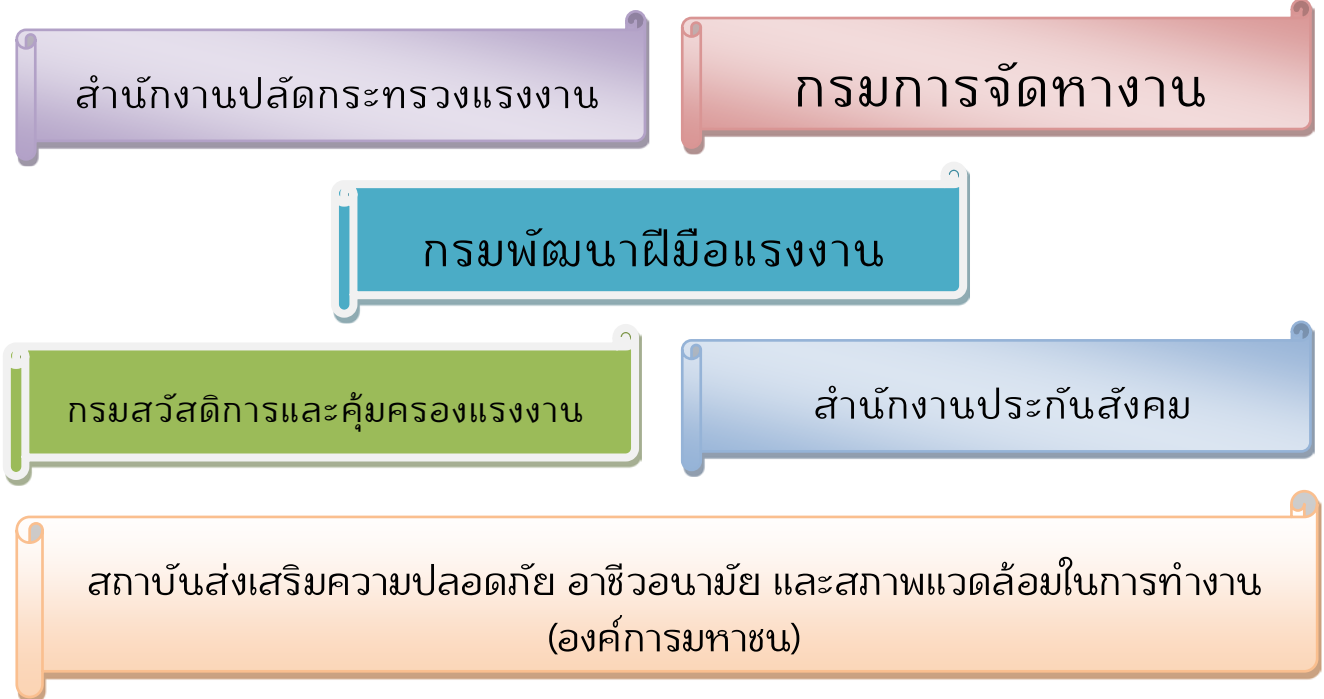 สำนักงานปลัดกระทรวงแรงงาน
กรมการจัดหางาน
กรมพัฒนาฝีมือแรงงาน
กรมสวัสดิการและคุ้มครองแรงงาน
สำนักงานประกันสังคม
สถาบันส่งเสริมความปลอดภัย อาชีวอนามัย และสภาพแวดล้อมในการทำงาน
(องค์การมหาชน)